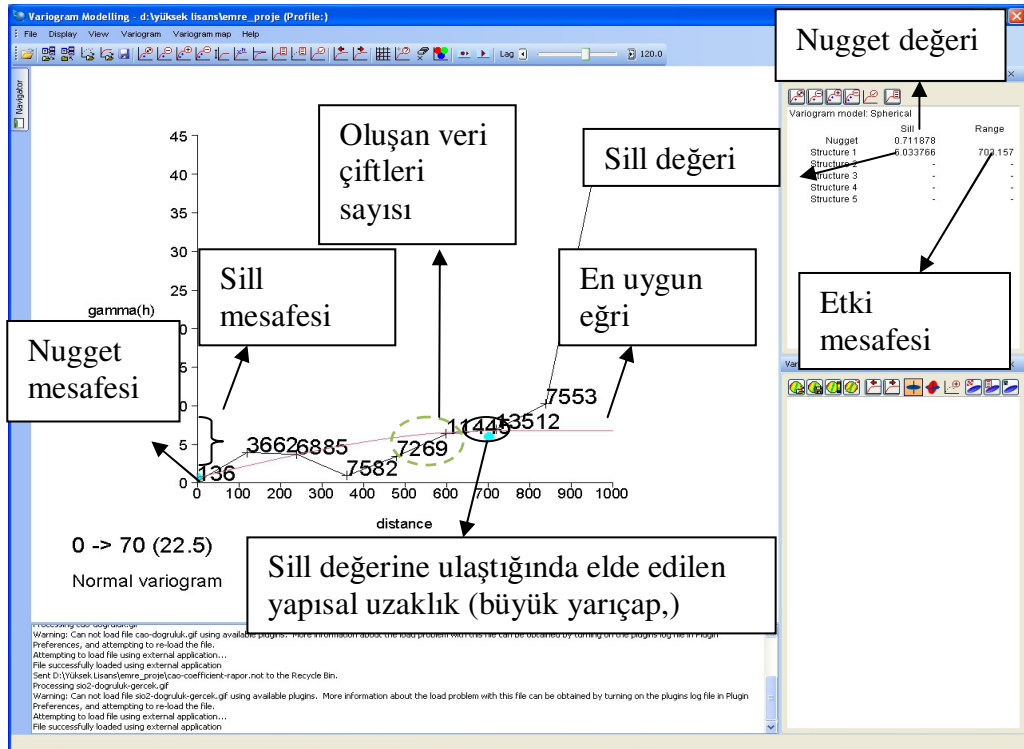 Variogram Modelling - d:\yüksek lisans\emre_proje (Profile:)
File Display View Variogram Variogram map Help
Lag 120.0
Navigator
Nugget değeri
Variogram model: Spherical
Sill Range
Nugget 0.711878
Structure 1 6.033766 702.157
Structure 2 - -
Structure 3 - -
Structure 4 - -
Structure 5 - -
Oluşan veri
çiftleri
sayısı
Sill değeri
Sill
mesafesi
En uygun
eğri
Etki
mesafesi
Nugget
mesafesi
gamma(h)
45
40
35
30
25
5
0
136
3662
6885
7582
7269
11445
13512
7553
0 100 200 300 400 500 600 700 800 900 1000
distance
0 -> 70 (22.5)
Normal variogram
Sill değerine ulaştığında elde edilen
yapısal uzaklık (büyük yarıçap,)
Processing cao-dogruluk.gif
Warning: Can not load file cao-dogruluk.gif using available plugins. More information about the load problem with this file can be obtained by turning on the plugins log file in Plugin
Preferences, and attempting to re-load the file.
Attempting to load file using external application...
File successfully loaded using external application
Sent D:\Yüksek Lisans\emre_proje\cao-coefficient-rapor.not to the Recycle Bin.
Processing sio2-dogruluk-gercek.gif
Warning: Can not load file sio2-dogruluk-gercek.gif using available plugins. More information about the load problem with this file can be obtained by turning on the plugins log file in Plugin
Preferences, and attempting to re-load the file.
Attempting to load file using external application...
File successfully loaded using external application